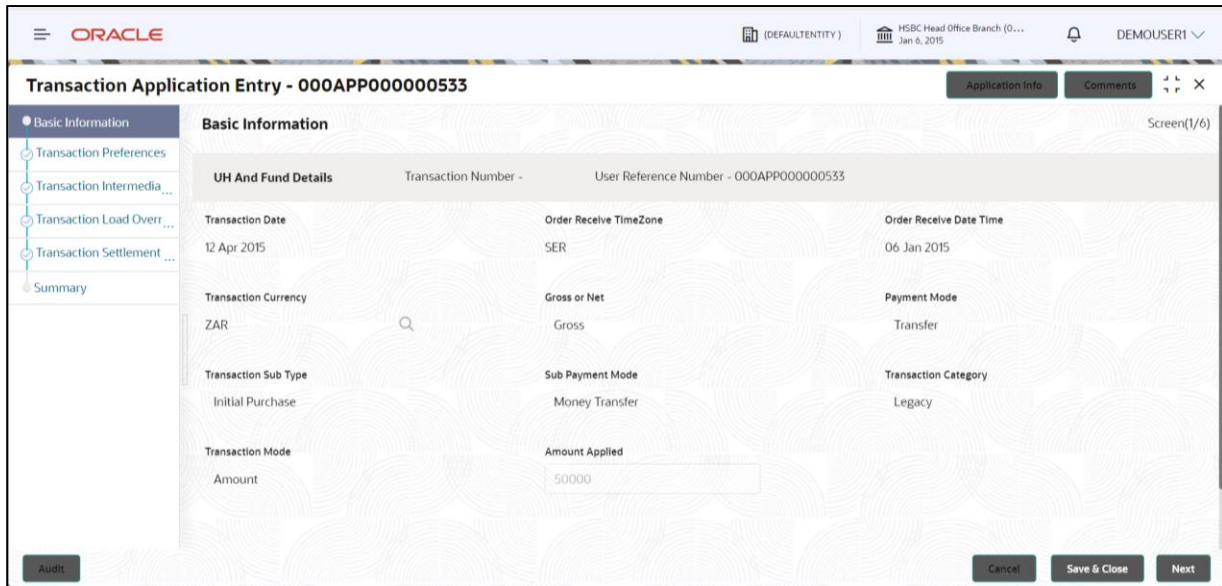 ORACLE
(DEFAULTENTITY)
HSBC Head Office Branch (0...
Jan 6, 2015
DEMOUSER1
Transaction Application Entry - 000APP000000533
Application Info
Comments
Basic Information
Transaction Preferences
Transaction Intermedia...
Transaction Load Overr...
Transaction Settlement ...
Summary
Basic Information
Screen(1/6)
UH And Fund Details
Transaction Number -
User Reference Number - 000APP000000533
Transaction Date
Order Receive TimeZone
Order Receive Date Time
12 Apr 2015
SER
06 Jan 2015
Transaction Currency
Gross or Net
Payment Mode
ZAR
Gross
Transfer
Transaction Sub Type
Sub Payment Mode
Transaction Category
Initial Purchase
Money Transfer
Legacy
Transaction Mode
Amount Applied
Amount
50000
Audit
Cancel
Save & Close
Next